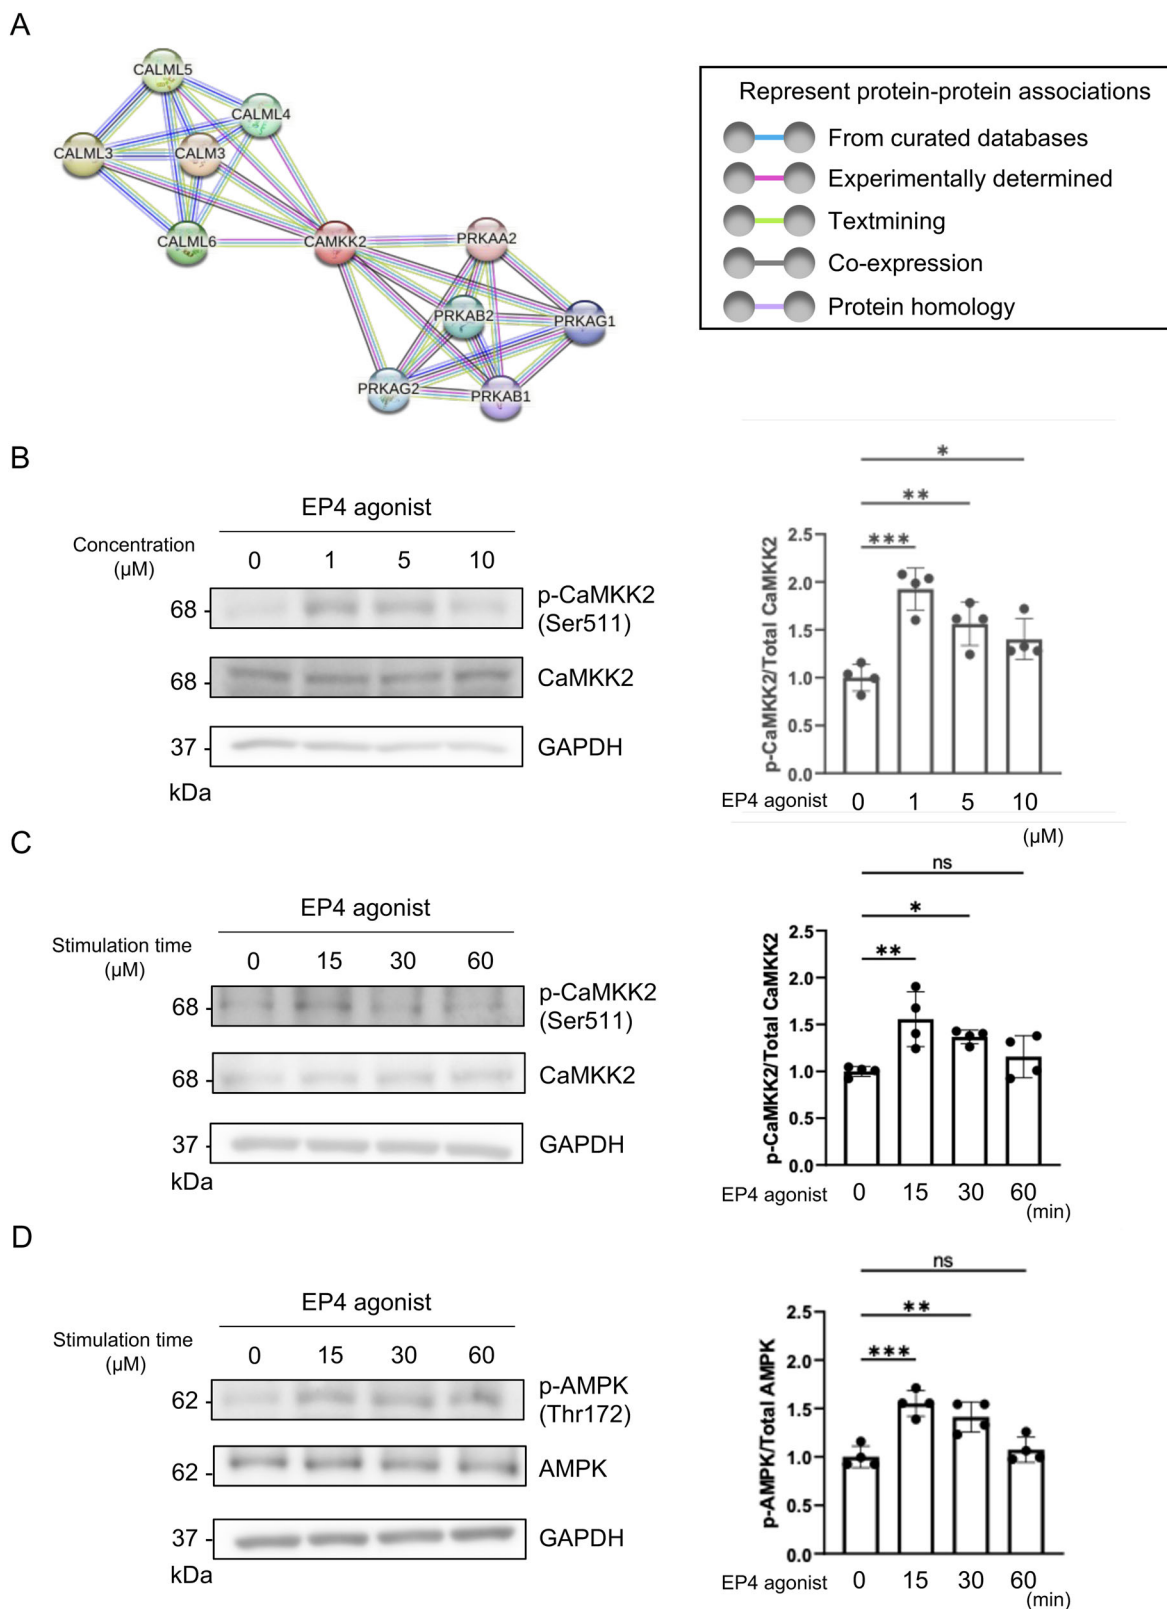 A
CALML5
CALML4
CALML3
CALM3
CALML6
CAMKK2
PRKAA2
PRKAB2
PRKAG1
PRKAG2
PRKAB1
Represent protein-protein associations
From curated databases
Experimentally determined
Textmining
Co-expression
Protein homology
B
EP4 agonist
Concentration
(µM)
0 1 5 10
68
p-CaMKK2
(Ser511)
68
CaMKK2
37
GAPDH
kDa
*
**
***
p-CaMKK2/Total CaMKK2
2.5
2.0
1.5
1.0
0.5
0.0
EP4 agonist 0 1 5 10
(µM)
C
EP4 agonist
Stimulation time
(µM)
0 15 30 60
68
p-CaMKK2
(Ser511)
68
CaMKK2
37
GAPDH
kDa
ns
*
**
p-CaMKK2/Total CaMKK2
2.5
2.0
1.5
1.0
0.5
0.0
EP4 agonist 0 15 30 60
(min)
D
EP4 agonist
Stimulation time
(µM)
0 15 30 60
62
p-AMPK
(Thr172)
62
AMPK
37
GAPDH
kDa
ns
**
***
p-AMPK/Total AMPK
2.5
2.0
1.5
1.0
0.5
0.0
EP4 agonist 0 15 30 60
(min)